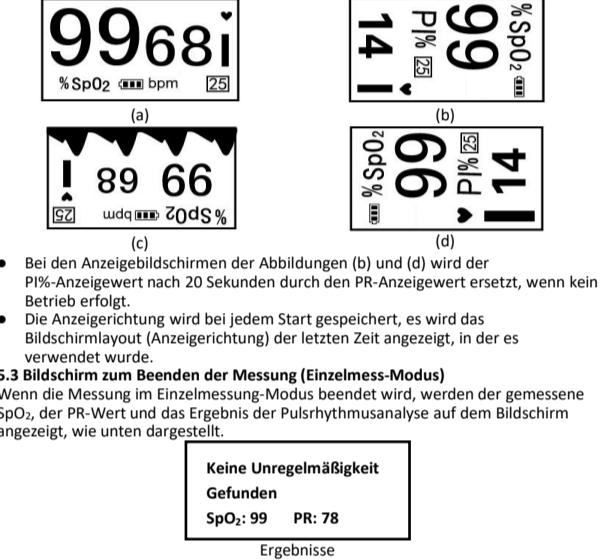 99 68
%SpO2 bpm 25
(a)
%SpO2
99
PI% 25
14
(b)
%SpO2 bpm 25
99 68
(c)
%SpO2
99
PI% 25
14
(d)
• Bei den Anzeigebildschirmen der Abbildungen (b) und (d) wird der
PI%-Anzeigewert nach 20 Sekunden durch den PR-Anzeigewert ersetzt, wenn kein
Betrieb erfolgt.
• Die Anzeigerichtung wird bei jedem Start gespeichert, es wird das
Bildschirmlayout (Anzeigerichtung) der letzten Zeit angezeigt, in der es
verwendet wurde.
5.3 Bildschirm zum Beenden der Messung (Einzelmess-Modus)
Wenn die Messung im Einzelmessung-Modus beendet wird, werden der gemessene
SpO₂, der PR-Wert und das Ergebnis der Pulsrhythmusanalyse auf dem Bildschirm
angezeigt, wie unten dargestellt.
Keine Unregelmäßigkeit
Gefunden
SpO₂: 99 PR: 78
Ergebnisse